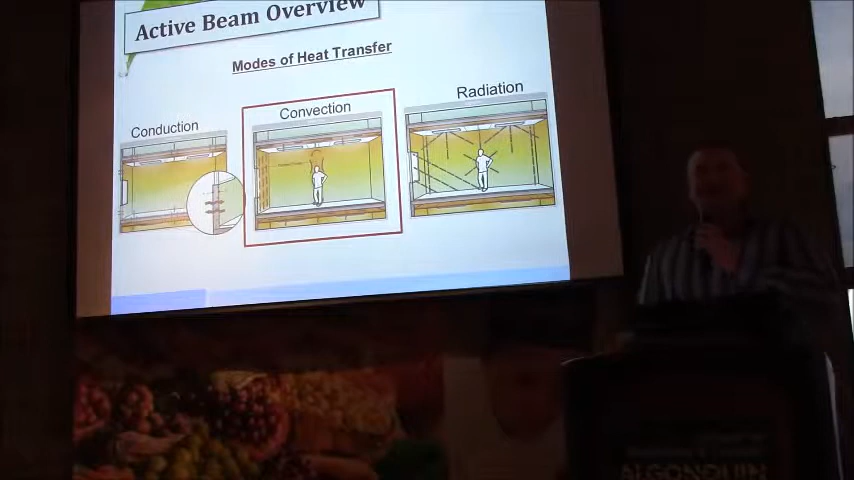 Active Beam Overview
Modes of Heat Transfer
Conduction
Convection
Radiation
ALGONQUIN